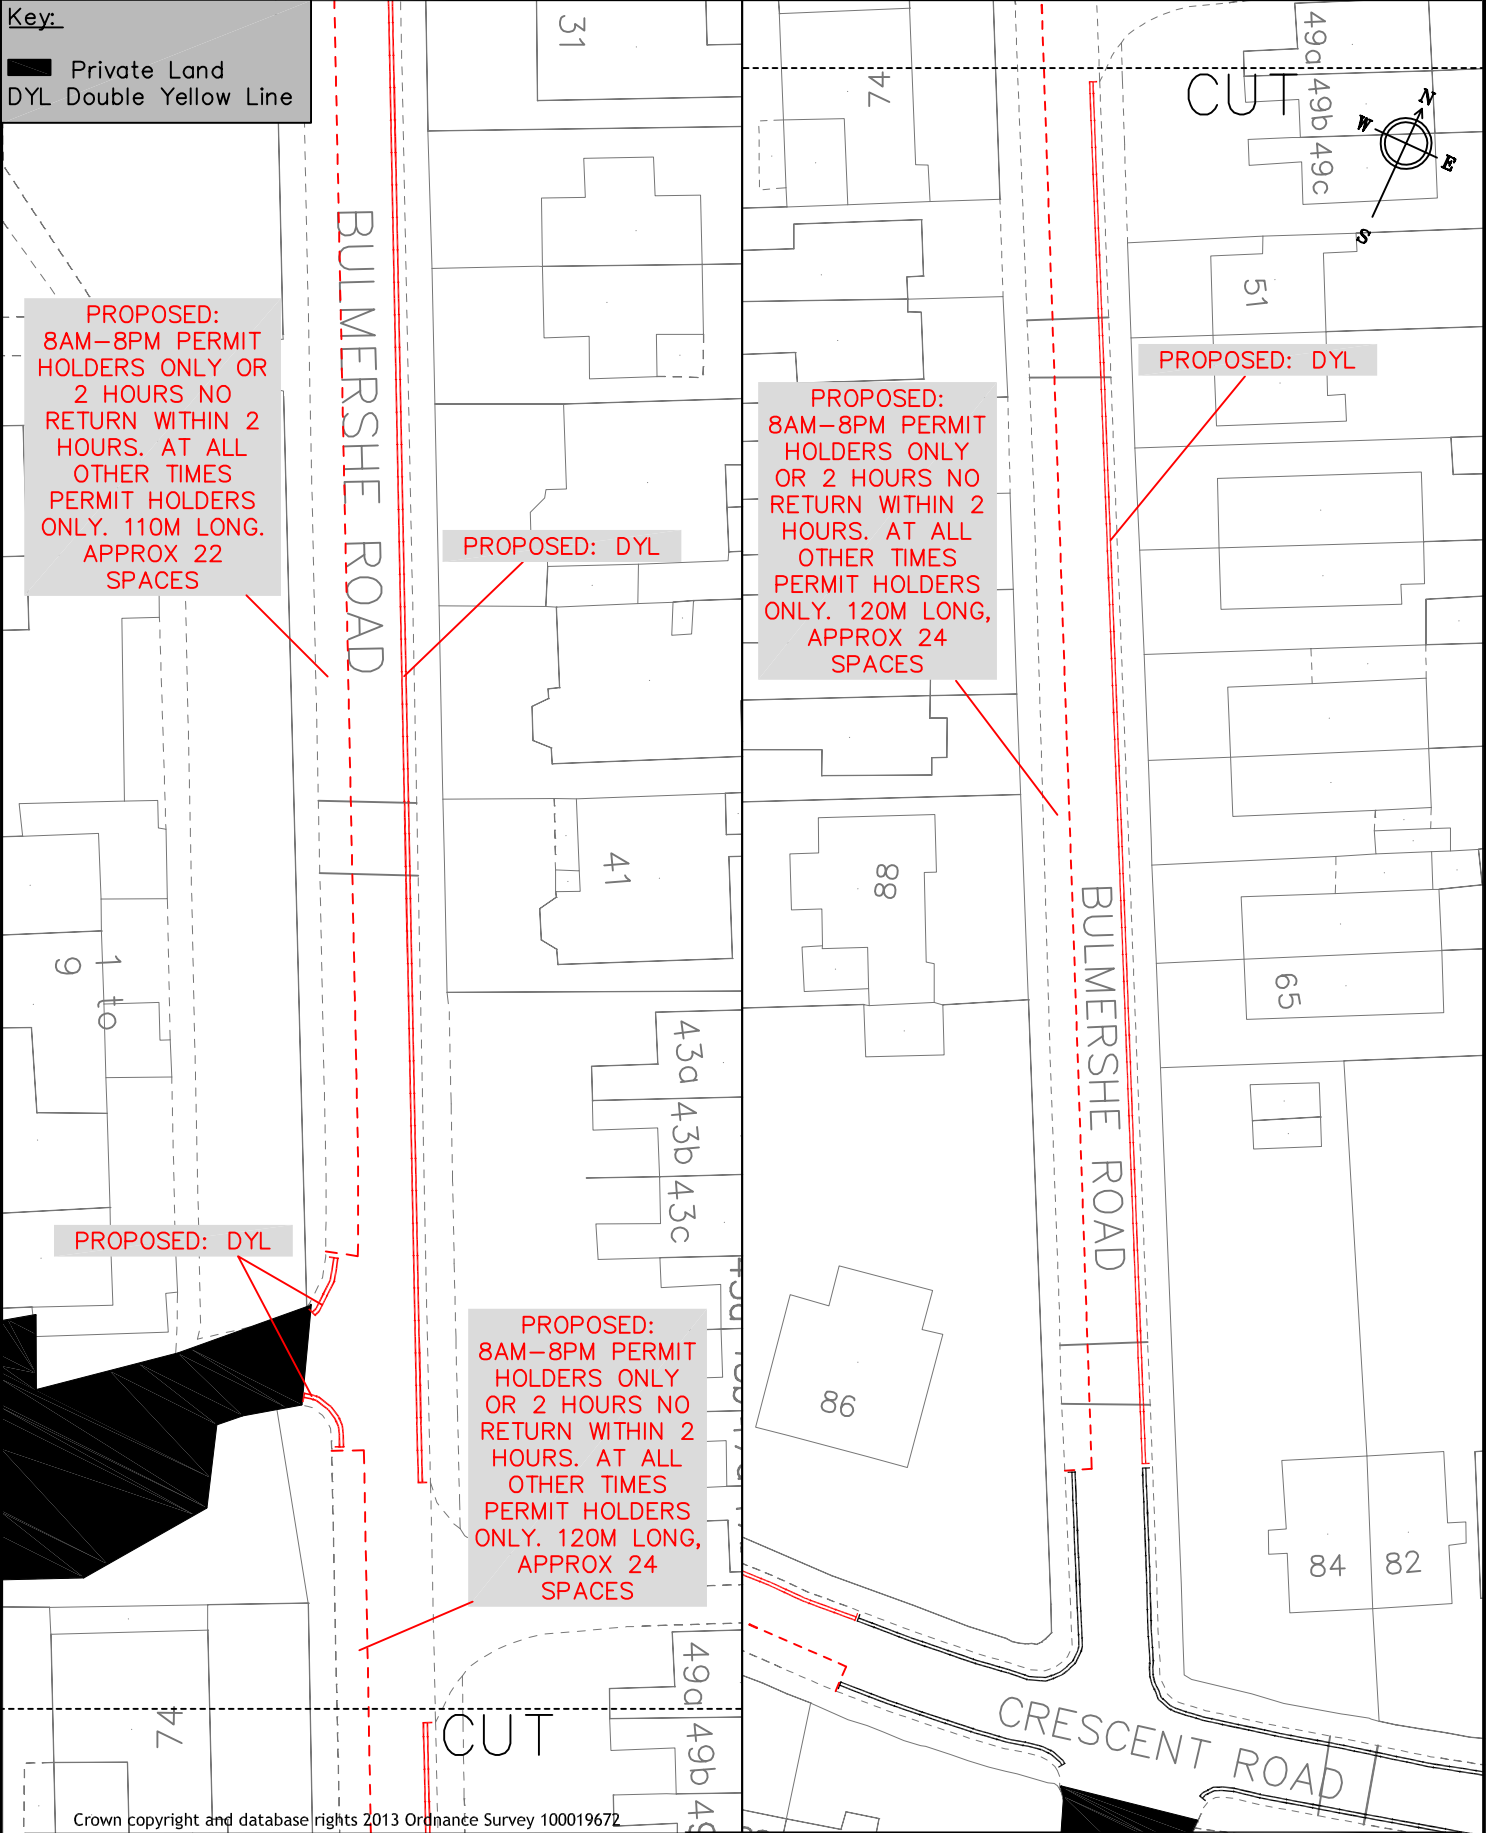 Key:
Private Land
DYL Double Yellow Line
31
BULMERSHE ROAD
PROPOSED:
8AM-8PM PERMIT
HOLDERS ONLY OR
2 HOURS NO
RETURN WITHIN 2
HOURS. AT ALL
OTHER TIMES
PERMIT HOLDERS
ONLY. 110M LONG.
APPROX 22
SPACES
PROPOSED: DYL
41
1 to
9
43a
43b
43c
PROPOSED: DYL
PROPOSED:
8AM-8PM PERMIT
HOLDERS ONLY
OR 2 HOURS NO
RETURN WITHIN 2
HOURS. AT ALL
OTHER TIMES
PERMIT HOLDERS
ONLY. 120M LONG,
APPROX 24
SPACES
74
49a
49b
CUT
Crown copyright and database rights 2013 Ordnance Survey 100019672
74
49a
49b
49c
CUT
N
W
E
S
51
PROPOSED: DYL
PROPOSED:
8AM-8PM PERMIT
HOLDERS ONLY
OR 2 HOURS NO
RETURN WITHIN 2
HOURS. AT ALL
OTHER TIMES
PERMIT HOLDERS
ONLY. 120M LONG,
APPROX 24
SPACES
88
BULMERSHE ROAD
65
86
84
82
CRESCENT ROAD